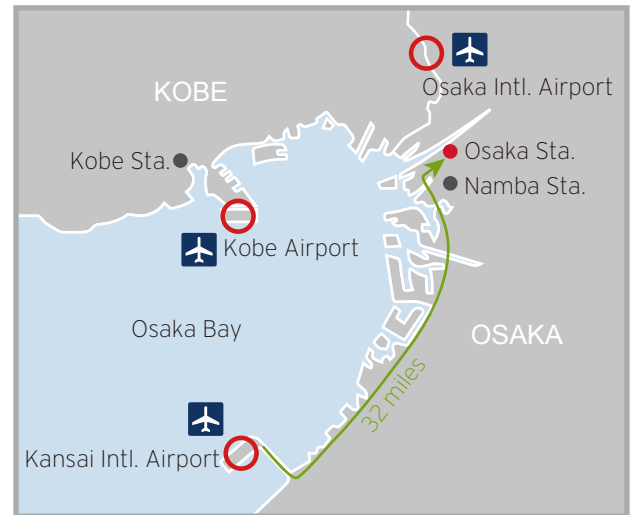 Osaka Intl. Airport
KOBE
Osaka Sta.
Kobe Sta.
Namba Sta.
Kobe Airport
Osaka Bay
OSAKA
32 miles
Kansai Intl. Airport